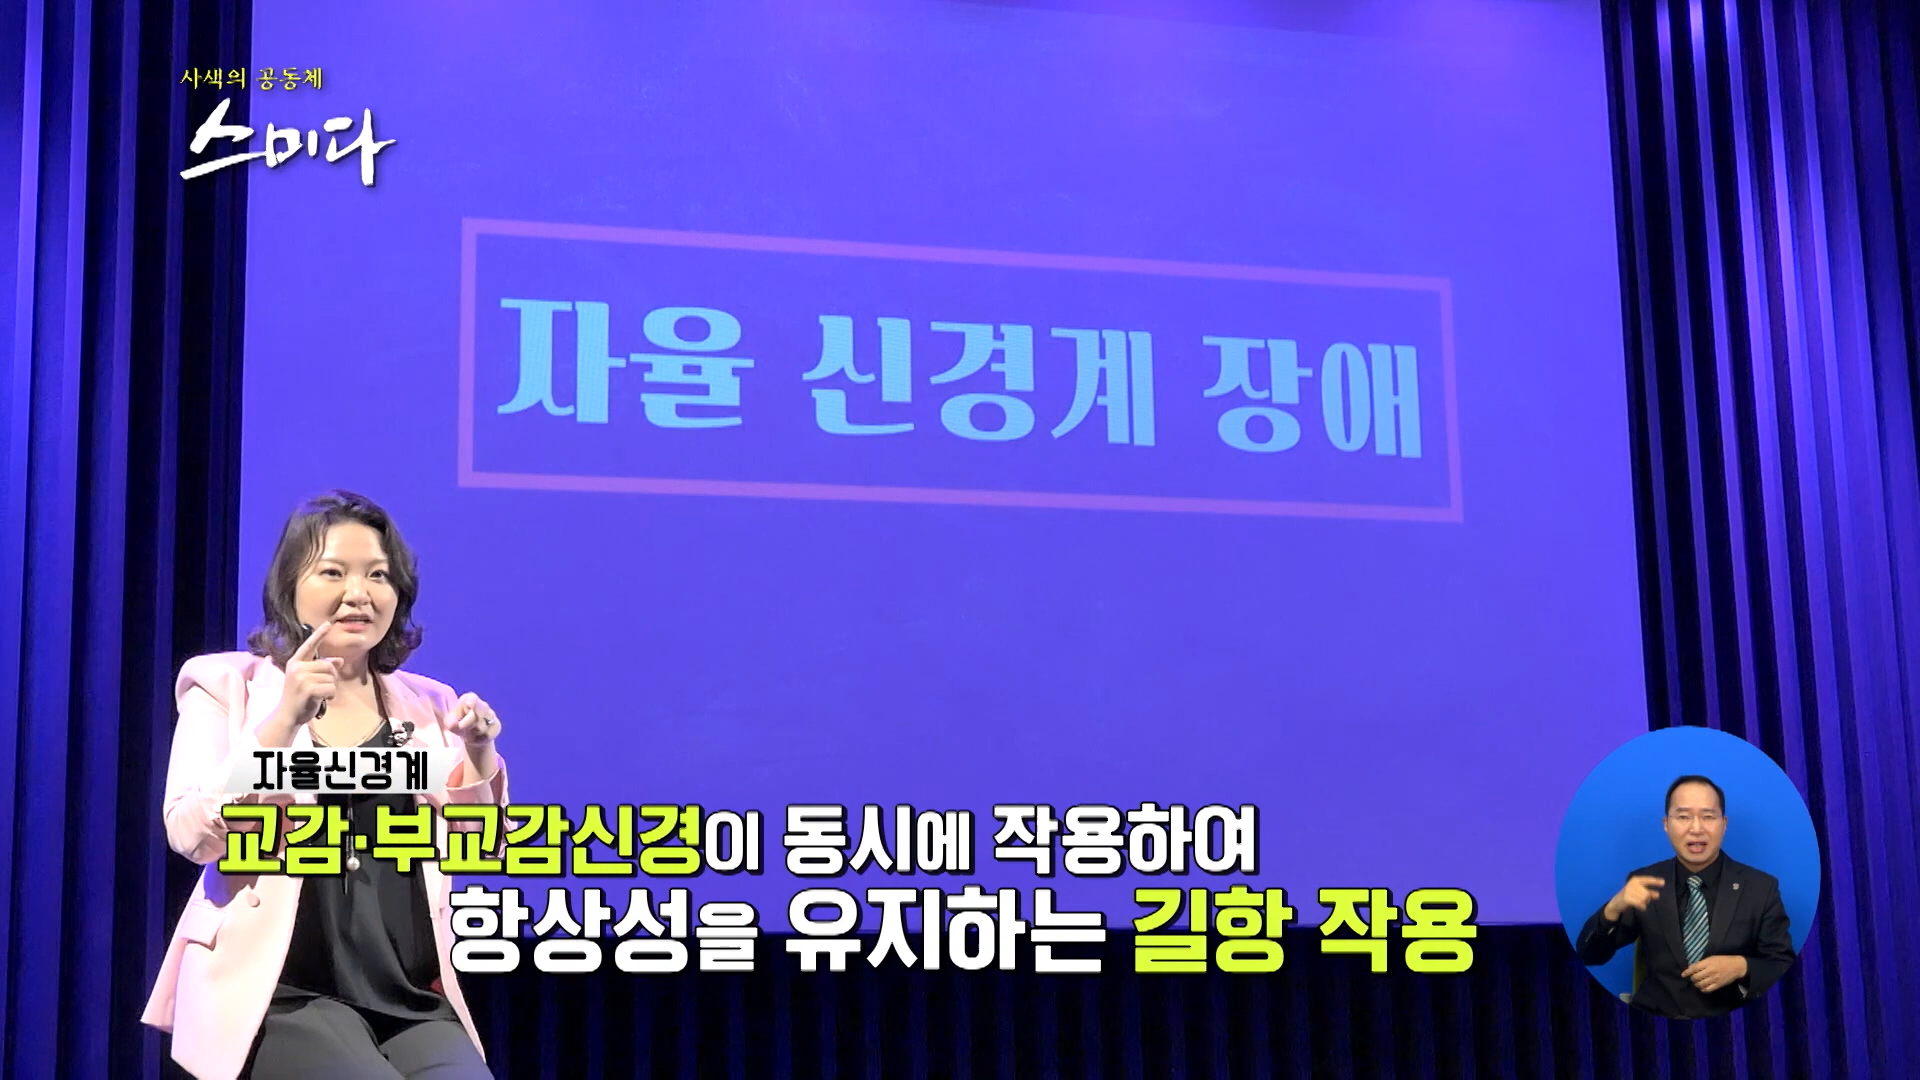 사색의 공동체
스미다
자율 신경계 장애
자율신경계
교감·부교감신경이 동시에 작용하여
항상성을 유지하는 길항 작용